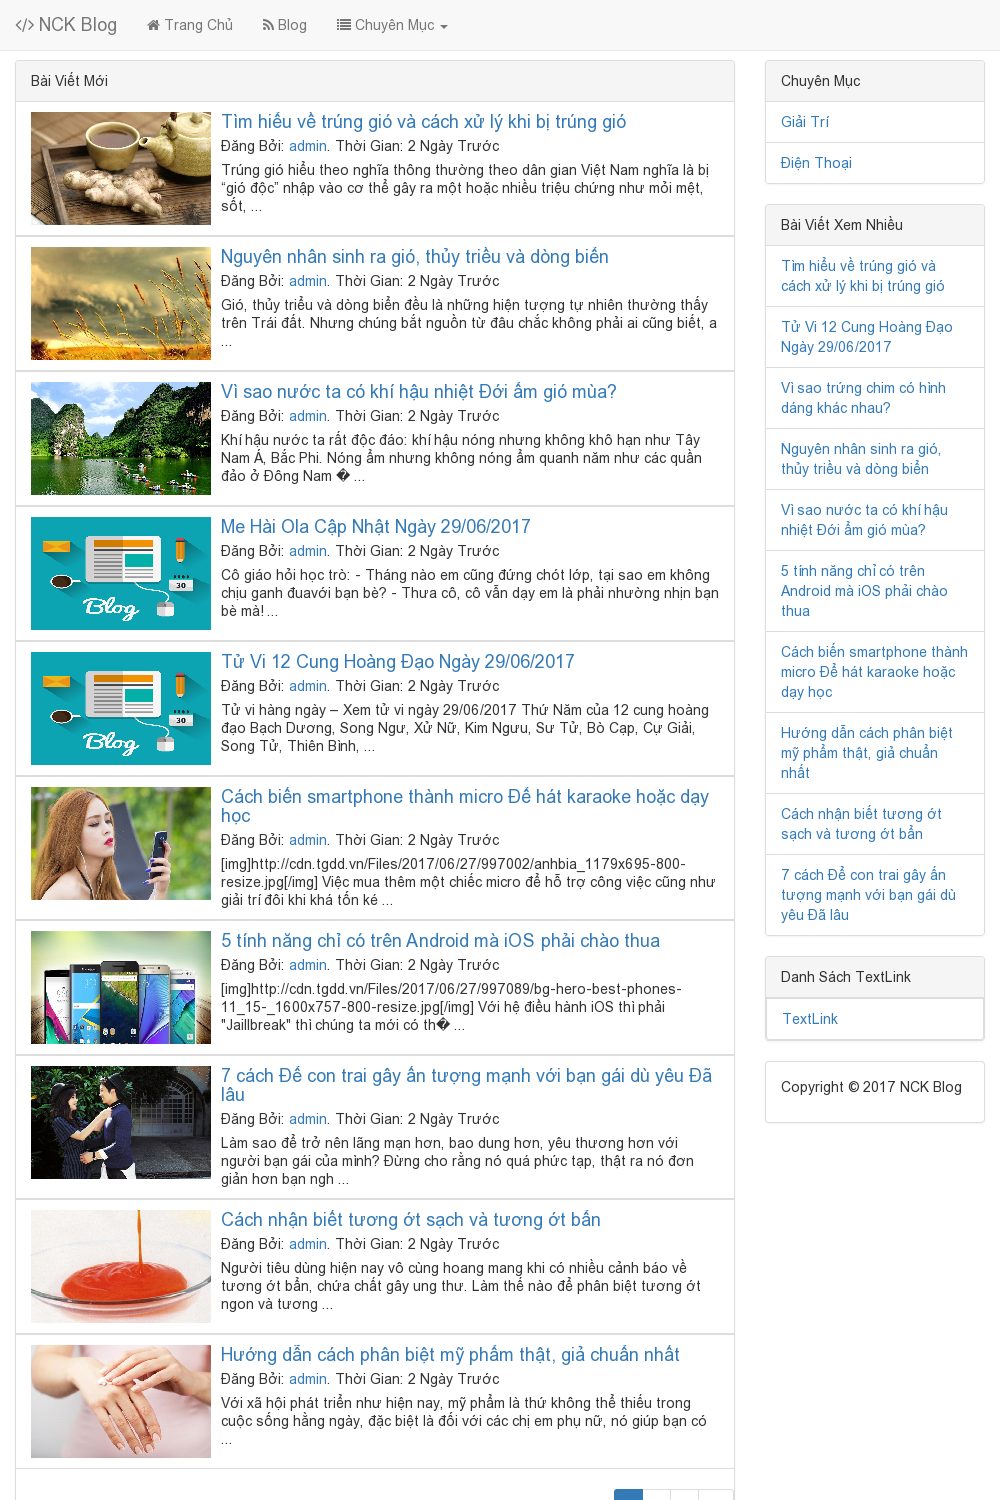 NCK Blog
Trang Chủ
Blog
Chuyên Mục
Bài Viết Mới
Tìm hiểu về trúng gió và cách xử lý khi bị trúng gió
Đăng Bởi: admin. Thời Gian: 2 Ngày Trước
Trúng gió hiểu theo nghĩa thông thường theo dân gian Việt Nam nghĩa là bị
“gió độc” nhập vào cơ thể gây ra một hoặc nhiều triệu chứng như mỏi mệt,
sốt, ...
Nguyên nhân sinh ra gió, thủy triều và dòng biển
Đăng Bởi: admin. Thời Gian: 2 Ngày Trước
Gió, thủy triều và dòng biển đều là những hiện tượng tự nhiên thường thấy
trên Trái đất. Nhưng chúng bắt nguồn từ đâu chắc không phải ai cũng biết, a
...
Vì sao nước ta có khí hậu nhiệt Đới ẩm gió mùa?
Đăng Bởi: admin. Thời Gian: 2 Ngày Trước
Khí hậu nước ta rất độc đáo: khí hậu nóng nhưng không khô hạn như Tây
Nam Á, Bắc Phi. Nóng ẩm nhưng không nóng ẩm quanh năm như các quần
đảo ở Đông Nam � ...
Blog
30
Me Hài Ola Cập Nhật Ngày 29/06/2017
Đăng Bởi: admin. Thời Gian: 2 Ngày Trước
Cô giáo hỏi học trò: - Tháng nào em cũng đứng chót lớp, tại sao em không
chịu ganh đuavới bạn bè? - Thưa cô, cô vẫn dạy em là phải nhường nhịn bạn
bè mà! ...
Blog
30
Tử Vi 12 Cung Hoàng Đạo Ngày 29/06/2017
Đăng Bởi: admin. Thời Gian: 2 Ngày Trước
Tử vi hàng ngày – Xem tử vi ngày 29/06/2017 Thứ Năm của 12 cung hoàng
đạo Bạch Dương, Song Ngư, Xử Nữ, Kim Ngưu, Sư Tử, Bò Cạp, Cự Giải,
Song Tử, Thiên Bình, ...
Cách biến smartphone thành micro Để hát karaoke hoặc dạy
học
Đăng Bởi: admin. Thời Gian: 2 Ngày Trước
[img]http://cdn.tgdd.vn/Files/2017/06/27/997002/anhbia_1179x695-800-
resize.jpg[/img] Việc mua thêm một chiếc micro để hỗ trợ công việc cũng như
giải trí đôi khi khá tốn ké ...
5 tính năng chỉ có trên Android mà iOS phải chào thua
Đăng Bởi: admin. Thời Gian: 2 Ngày Trước
[img]http://cdn.tgdd.vn/Files/2017/06/27/997089/bg-hero-best-phones-
11_15-_1600x757-800-resize.jpg[/img] Với hệ điều hành iOS thì phải
"Jaillbreak" thì chúng ta mới có th� ...
7 cách Để con trai gây ấn tượng mạnh với bạn gái dù yêu Đã
lâu
Đăng Bởi: admin. Thời Gian: 2 Ngày Trước
Làm sao để trở nên lãng mạn hơn, bao dung hơn, yêu thương hơn với
người bạn gái của mình? Đừng cho rằng nó quá phức tạp, thật ra nó đơn
giản hơn bạn ngh ...
Cách nhận biết tương ớt sạch và tương ớt bẩn
Đăng Bởi: admin. Thời Gian: 2 Ngày Trước
Người tiêu dùng hiện nay vô cùng hoang mang khi có nhiều cảnh báo về
tương ớt bẩn, chứa chất gây ung thư. Làm thế nào để phân biệt tương ớt
ngon và tương ...
Hướng dẫn cách phân biệt mỹ phẩm thật, giả chuẩn nhất
Đăng Bởi: admin. Thời Gian: 2 Ngày Trước
Với xã hội phát triển như hiện nay, mỹ phẩm là thứ không thể thiếu trong
cuộc sống hằng ngày, đặc biệt là đối với các chị em phụ nữ, nó giúp bạn có
...
Chuyên Mục
Giải Trí
Điện Thoại
Bài Viết Xem Nhiều
Tìm hiểu về trúng gió và
cách xử lý khi bị trúng gió
Tử Vi 12 Cung Hoàng Đạo
Ngày 29/06/2017
Vì sao trứng chim có hình
dáng khác nhau?
Nguyên nhân sinh ra gió,
thủy triều và dòng biển
Vì sao nước ta có khí hậu
nhiệt Đới ẩm gió mùa?
5 tính năng chỉ có trên
Android mà iOS phải chào
thua
Cách biến smartphone thành
micro Để hát karaoke hoặc
dạy học
Hướng dẫn cách phân biệt
mỹ phẩm thật, giả chuẩn
nhất
Cách nhận biết tương ớt
sạch và tương ớt bẩn
7 cách Để con trai gây ấn
tượng mạnh với bạn gái dù
yêu Đã lâu
Danh Sách TextLink
TextLink
Copyright © 2017 NCK Blog